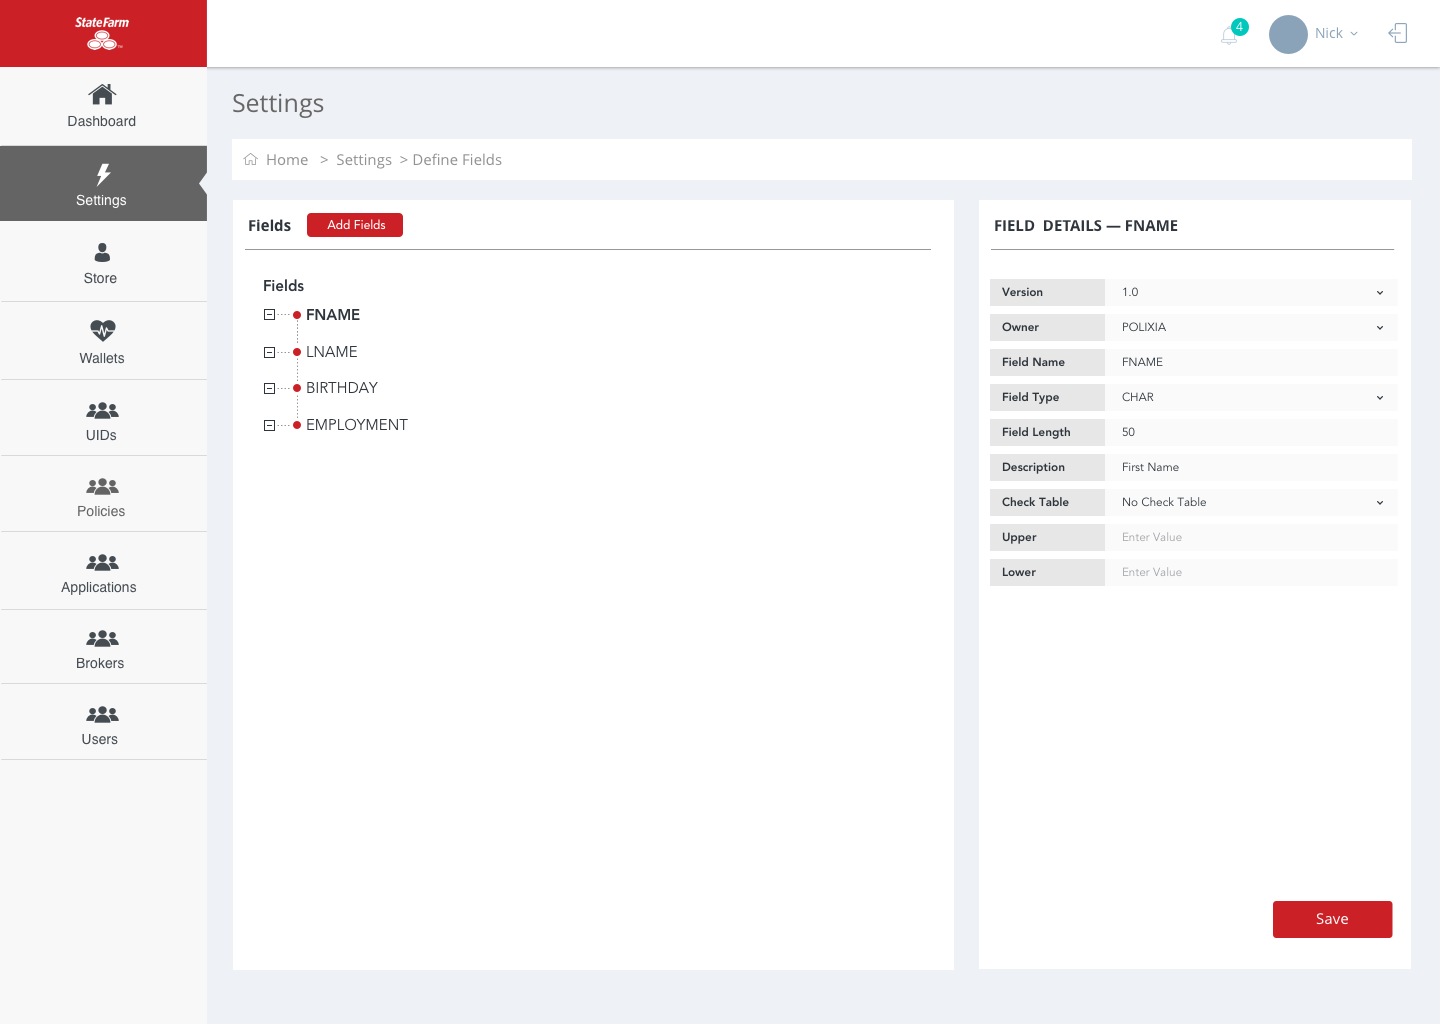 StateFarm
4
Nick
Dashboard
Settings
Store
Wallets
UIDs
Policies
Applications
Brokers
Users
Settings
Home > Settings > Define Fields
Fields
Add Fields
Fields
FNAME
LNAME
BIRTHDAY
EMPLOYMENT
FIELD DETAILS — FNAME
Version 1.0
Owner POLIXIA
Field Name FNAME
Field Type CHAR
Field Length 50
Description First Name
Check Table No Check Table
Upper Enter Value
Lower Enter Value
Save